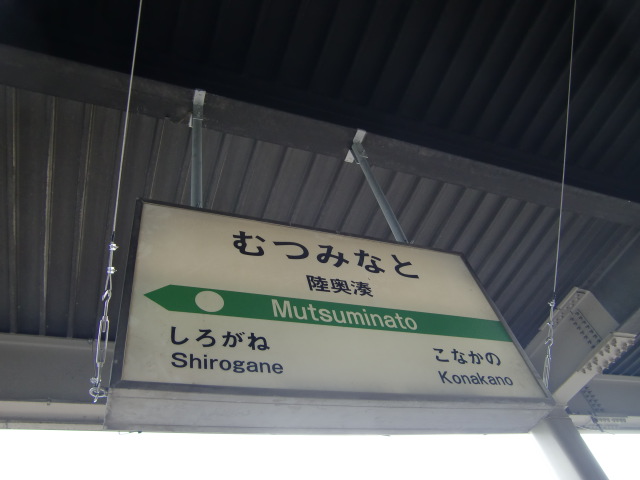 むつみなと
陸奥湊
Mutsuminato
しろがね
Shirogane
こなかの
Konakano